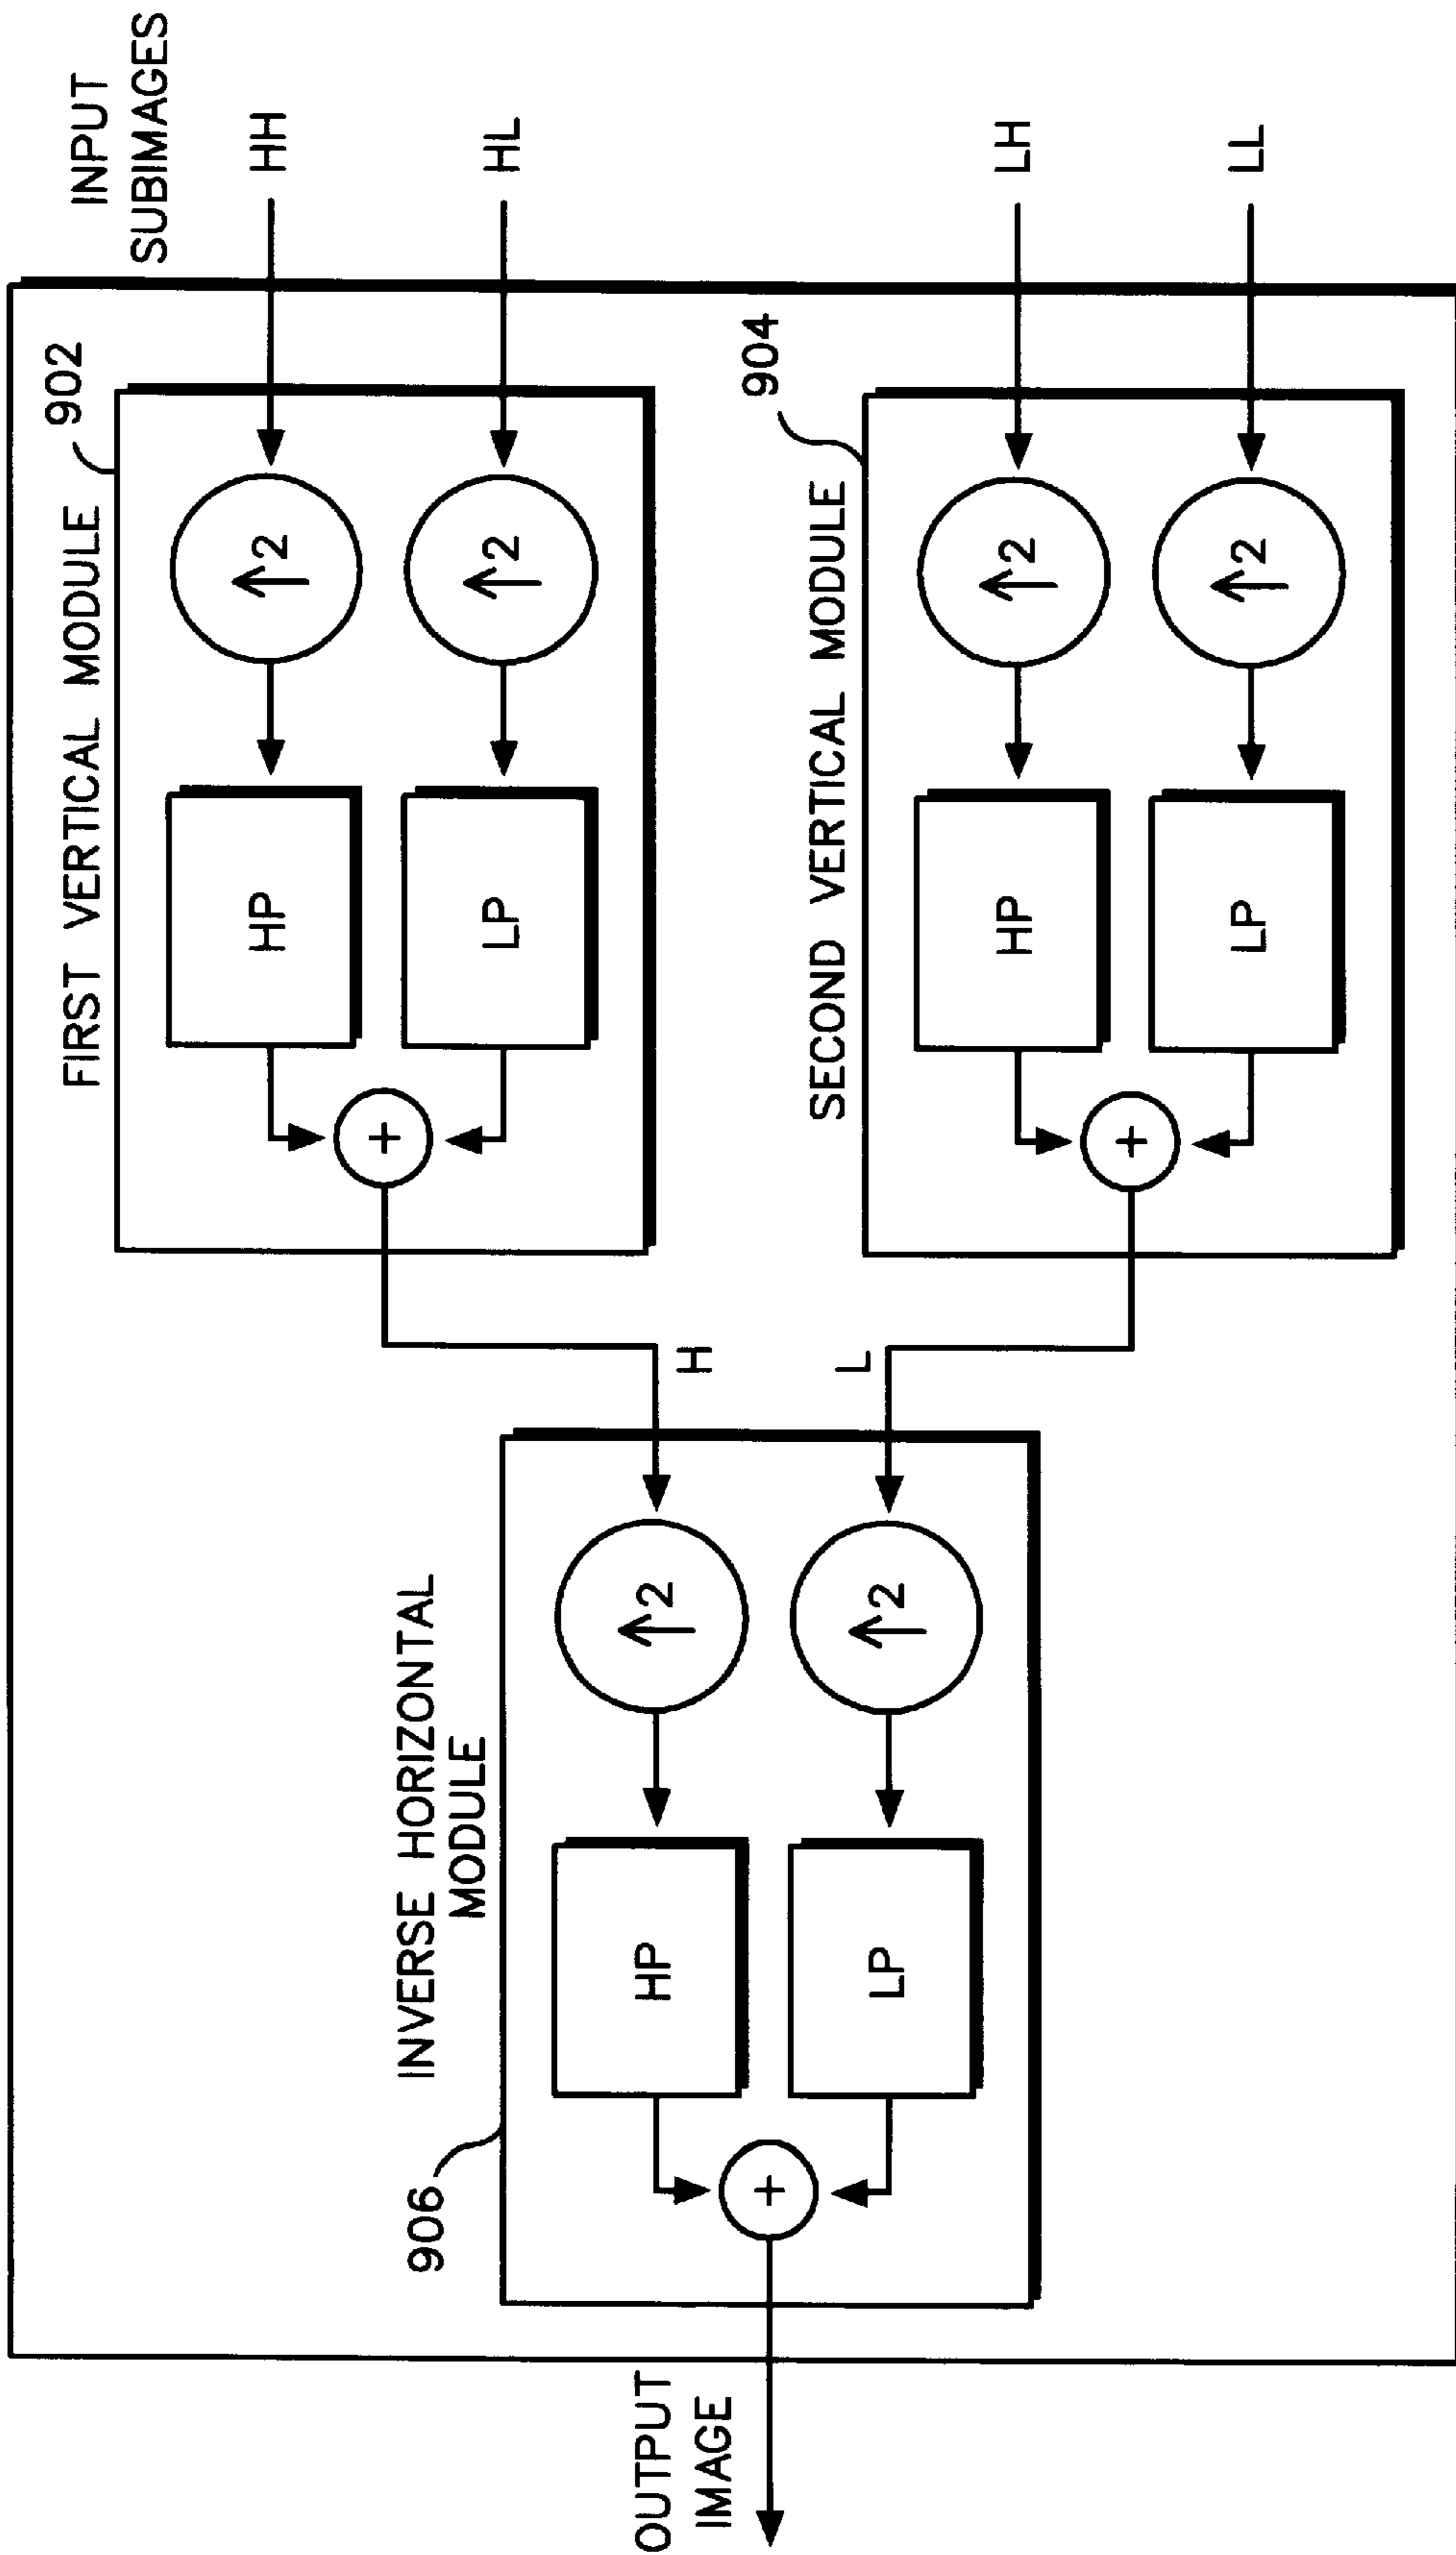 INPUT
SUBIMAGES
HH
HL
LH
LL
FIRST VERTICAL MODULE
902
↑2
↑2
HP
LP
+
SECOND VERTICAL MODULE
904
↑2
↑2
HP
LP
+
H
L
INVERSE HORIZONTAL
MODULE
906
↑2
↑2
HP
LP
+
OUTPUT
IMAGE